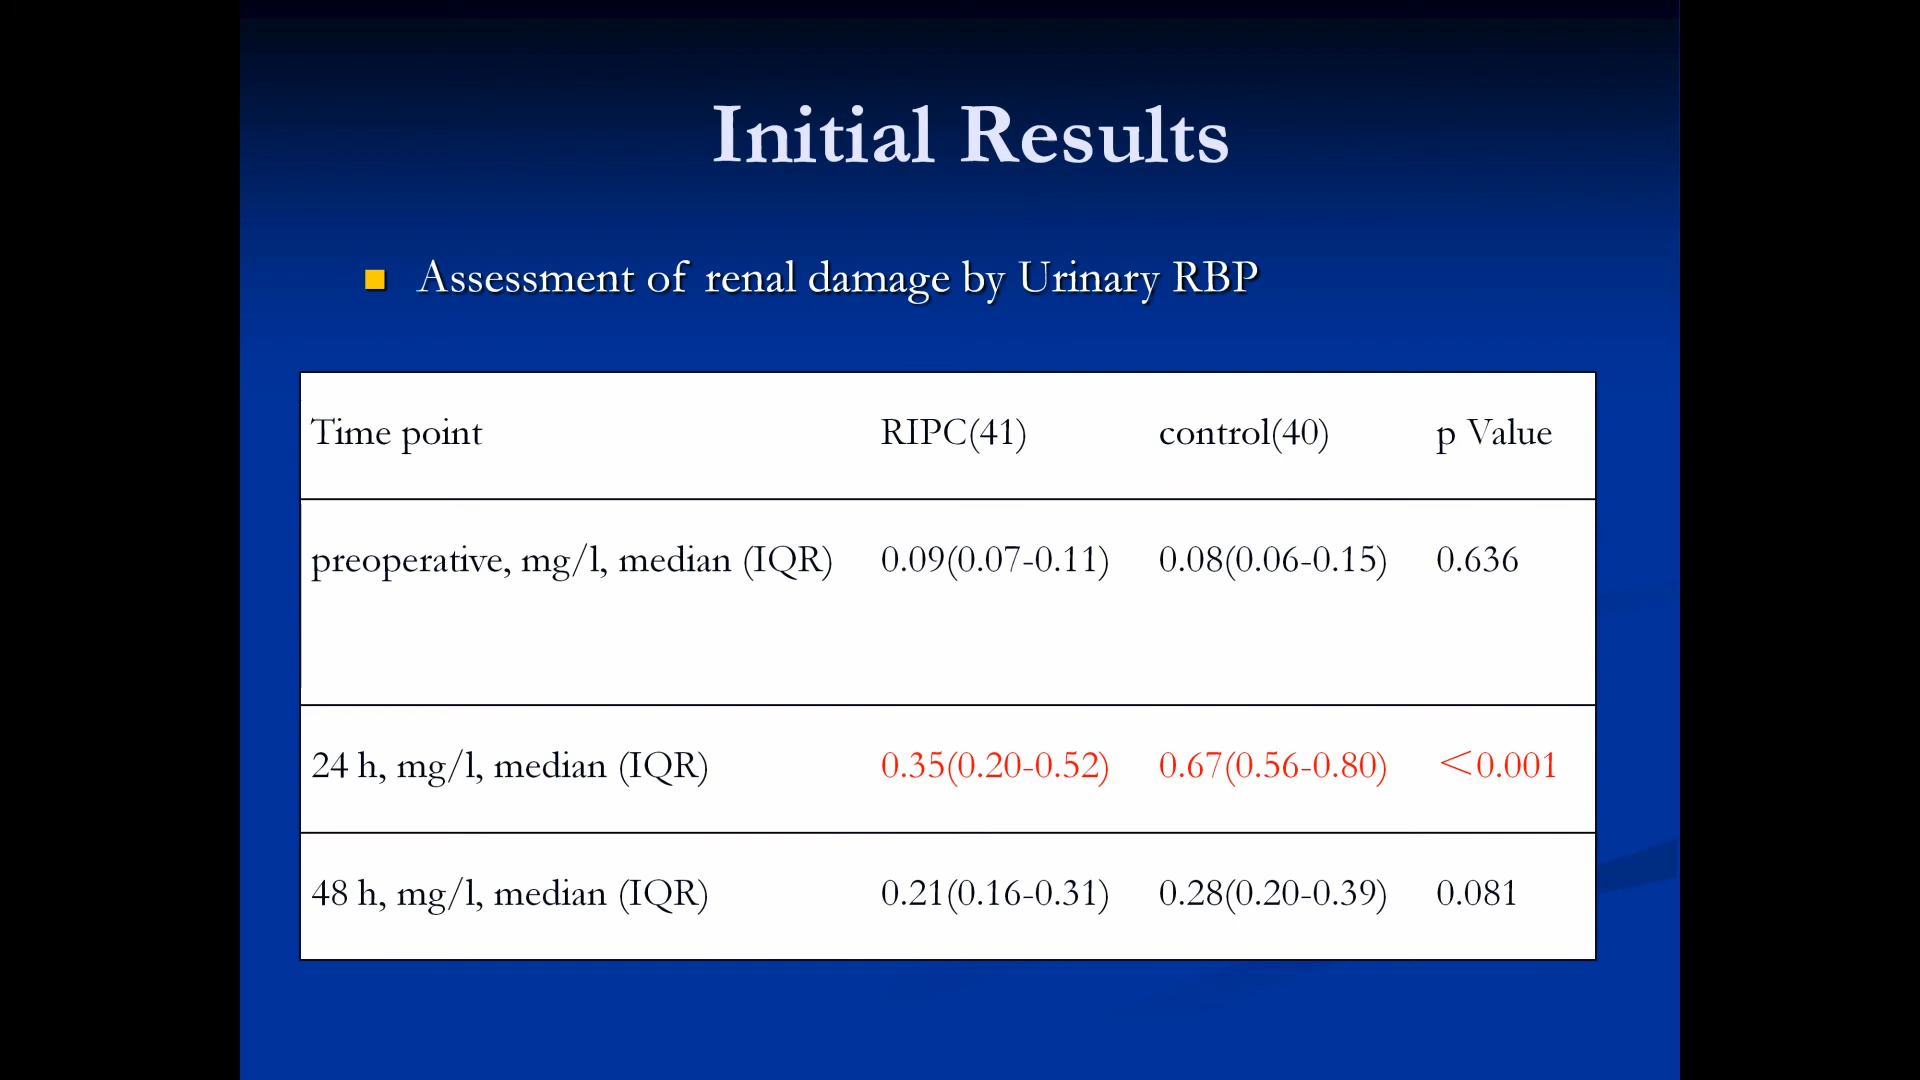 Initial Results
Assessment of renal damage by Urinary RBP
Time point RIPC(41) control(40) p Value
preoperative, mg/l, median (IQR) 0.09(0.07-0.11) 0.08(0.06-0.15) 0.636
24 h, mg/l, median (IQR) 0.35(0.20-0.52) 0.67(0.56-0.80) <0.001
48 h, mg/l, median (IQR) 0.21(0.16-0.31) 0.28(0.20-0.39) 0.081